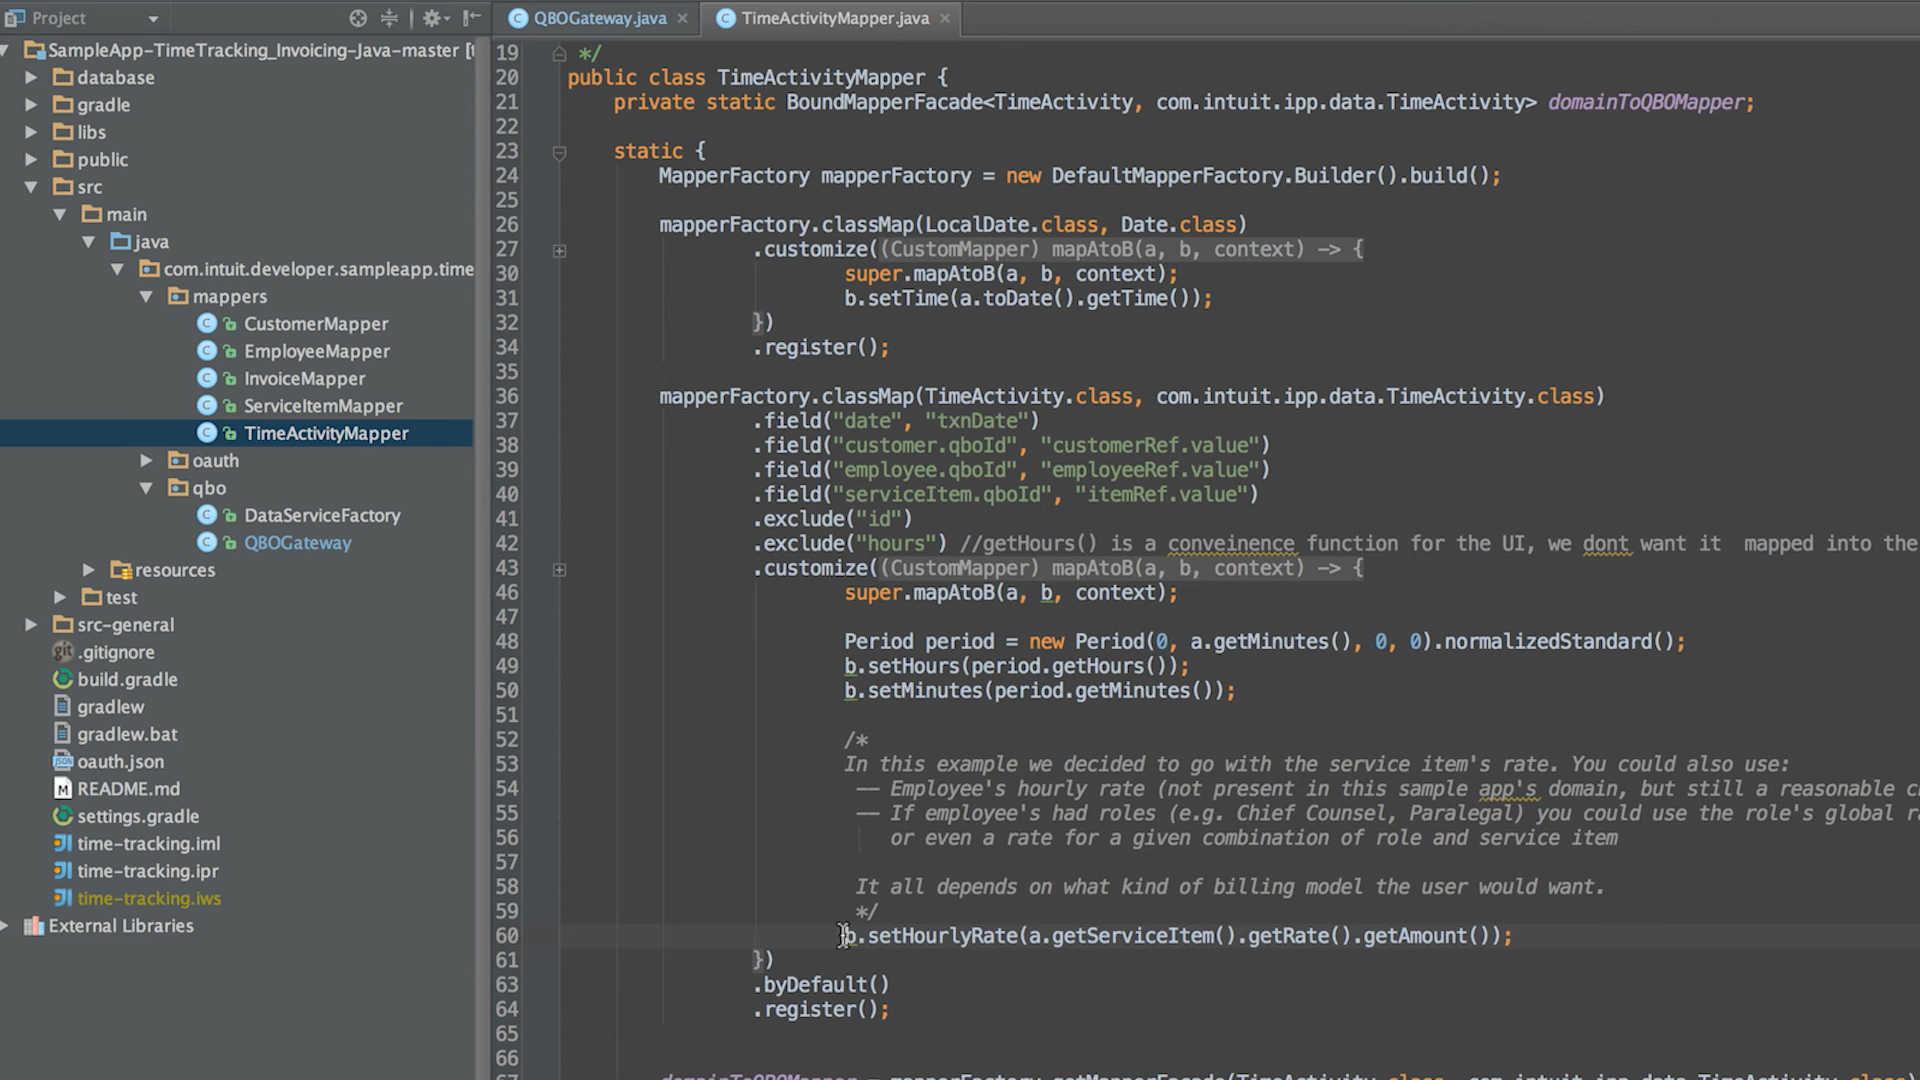 Project
SampleApp-TimeTracking_Invoicing-Java-master [t
database
gradle
libs
public
src
main
java
com.intuit.developer.sampleapp.time
mappers
CustomerMapper
EmployeeMapper
InvoiceMapper
ServiceItemMapper
TimeActivityMapper
oauth
qbo
DataServiceFactory
QBOGateway
resources
test
src-general
.gitignore
build.gradle
gradlew
gradlew.bat
oauth.json
README.md
settings.gradle
time-tracking.iml
time-tracking.ipr
time-tracking.iws
External Libraries
QBOGateway.java
TimeActivityMapper.java
19 */
20 public class TimeActivityMapper {
21 private static BoundMapperFacade<TimeActivity, com.intuit.ipp.data.TimeActivity> domainToQBOMapper;
22
23 static {
24 MapperFactory mapperFactory = new DefaultMapperFactory.Builder().build();
25
26 mapperFactory.classMap(LocalDate.class, Date.class)
27 .customize((CustomMapper) mapAtoB(a, b, context) -> {
30 super.mapAtoB(a, b, context);
31 b.setTime(a.toDate().getTime());
32 })
34 .register();
35
36 mapperFactory.classMap(TimeActivity.class, com.intuit.ipp.data.TimeActivity.class)
37 .field("date", "txnDate")
38 .field("customer.qboId", "customerRef.value")
39 .field("employee.qboId", "employeeRef.value")
40 .field("serviceItem.qboId", "itemRef.value")
41 .exclude("id")
42 .exclude("hours") //getHours() is a conveinence function for the UI, we dont want it  mapped into the
43 .customize((CustomMapper) mapAtoB(a, b, context) -> {
46 super.mapAtoB(a, b, context);
47
48 Period period = new Period(0, a.getMinutes(), 0, 0).normalizedStandard();
49 b.setHours(period.getHours());
50 b.setMinutes(period.getMinutes());
51
52 /*
53 In this example we decided to go with the service item's rate. You could also use:
54 -- Employee's hourly rate (not present in this sample app's domain, but still a reasonable c
55 -- If employee's had roles (e.g. Chief Counsel, Paralegal) you could use the role's global r
56 or even a rate for a given combination of role and service item
57
58 It all depends on what kind of billing model the user would want.
59 */
60 b.setHourlyRate(a.getServiceItem().getRate().getAmount());
61 })
63 .byDefault()
64 .register();
65
66
67 domainToQBOMapper = mapperFactory.getMapperFacade(TimeActivity.class, com.intuit.ipp.data.TimeActivity.class)